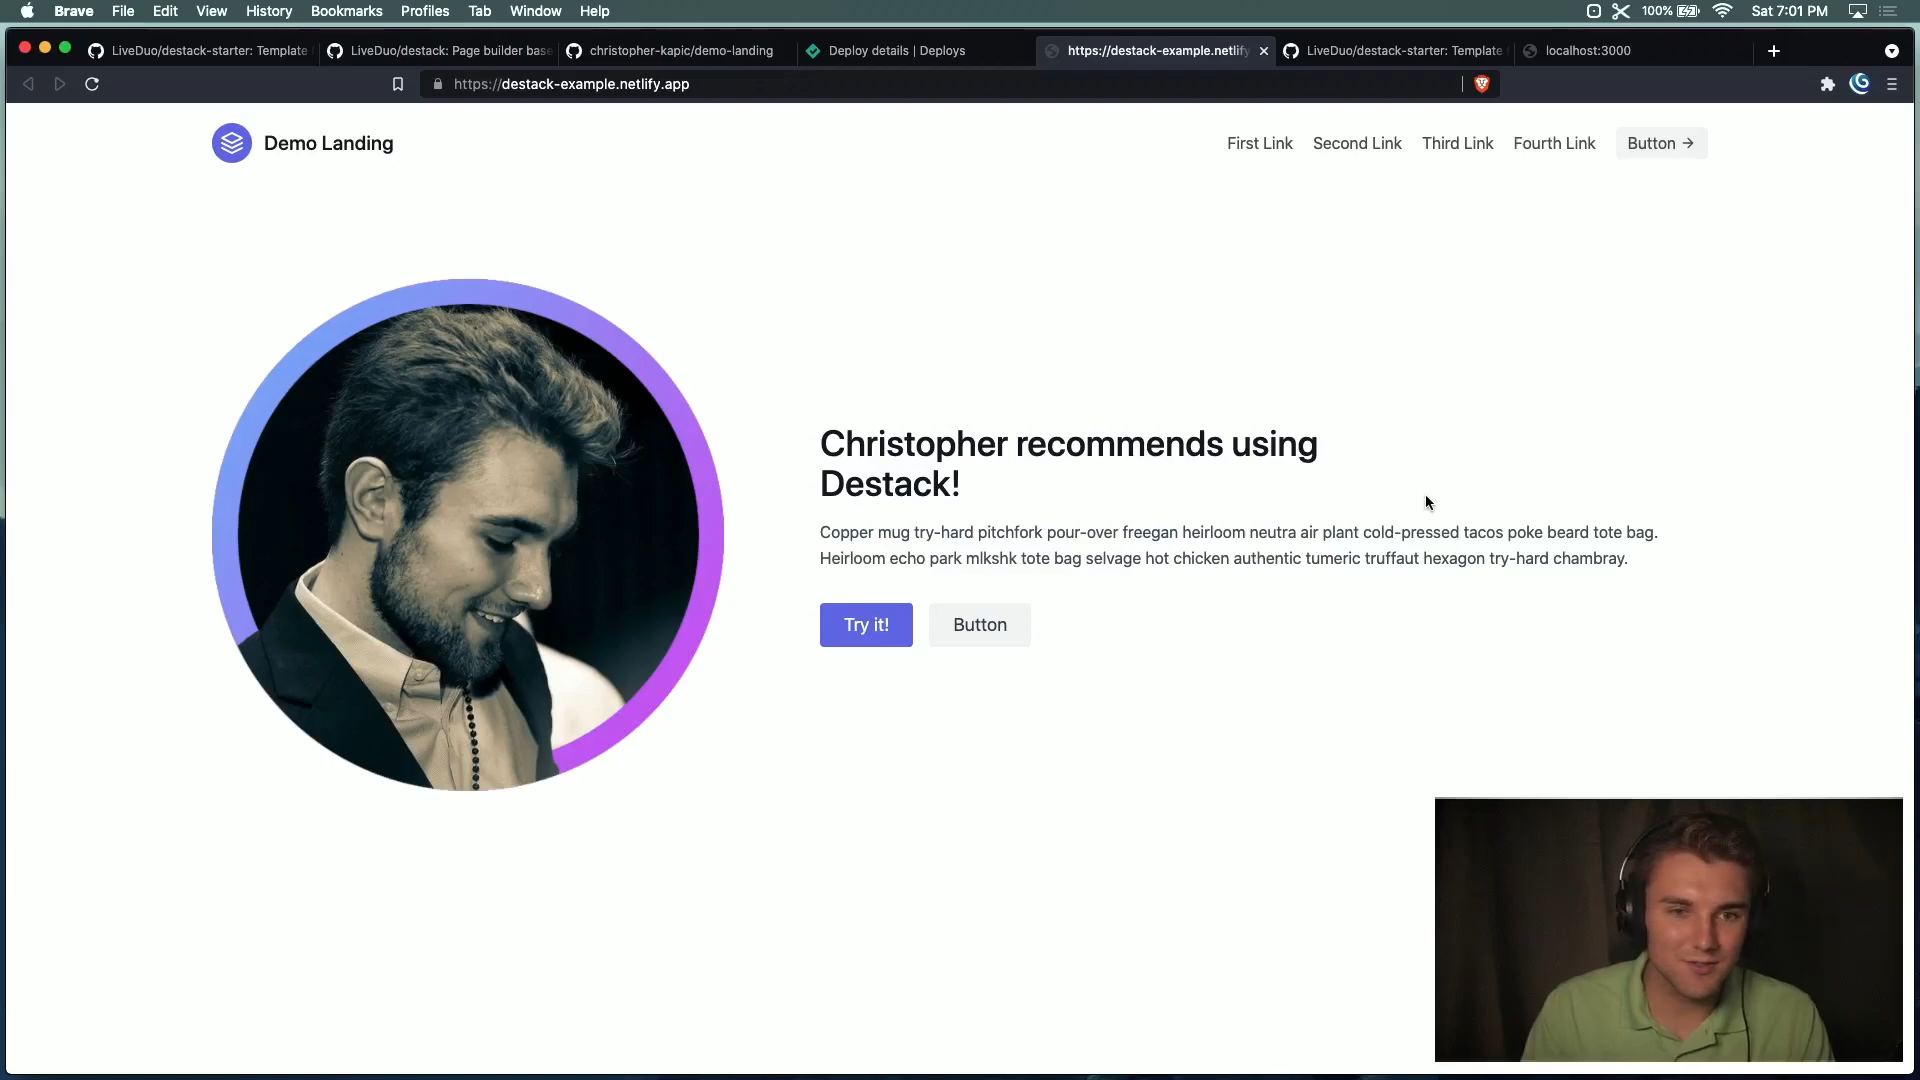 Brave File Edit View History Bookmarks Profiles Tab Window Help 100% Sat 7:01 PM
LiveDuo/destack-starter: Template LiveDuo/destack: Page builder base christopher-kapic/demo-landing Deploy details | Deploys https://destack-example.netlify LiveDuo/destack-starter: Template localhost:3000
https://destack-example.netlify.app
Demo Landing First Link Second Link Third Link Fourth Link Button →
Christopher recommends using
Destack!
Copper mug try-hard pitchfork pour-over freegan heirloom neutra air plant cold-pressed tacos poke beard tote bag.
Heirloom echo park mlkshk tote bag selvage hot chicken authentic tumeric truffaut hexagon try-hard chambray.
Try it! Button